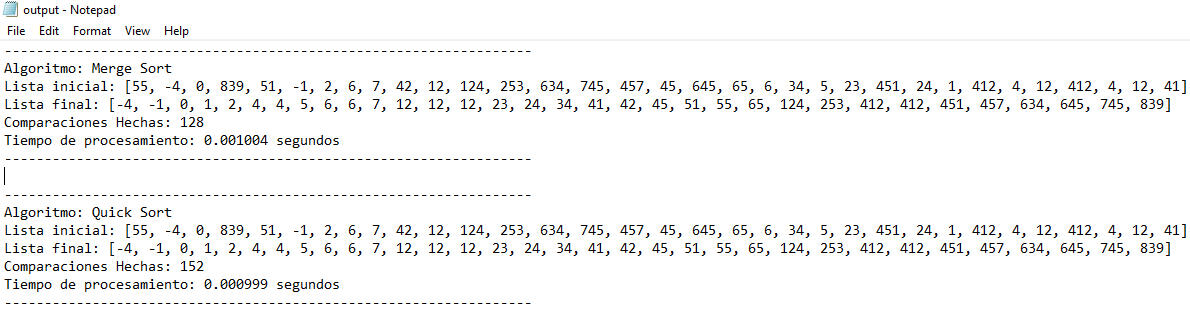 output - Notepad
File Edit Format View Help
-----------------------------------------------------------------
Algoritmo: Merge Sort
Lista inicial: [55, -4, 0, 839, 51, -1, 2, 6, 7, 42, 12, 124, 253, 634, 745, 457, 45, 645, 65, 6, 34, 5, 23, 451, 24, 1, 412, 4, 12, 412, 4, 12, 41]
Lista final: [-4, -1, 0, 1, 2, 4, 4, 5, 6, 6, 7, 12, 12, 12, 23, 24, 34, 41, 42, 45, 51, 55, 65, 124, 253, 412, 412, 451, 457, 634, 645, 745, 839]
Comparaciones Hechas: 128
Tiempo de procesamiento: 0.001004 segundos
-----------------------------------------------------------------
-----------------------------------------------------------------
Algoritmo: Quick Sort
Lista inicial: [55, -4, 0, 839, 51, -1, 2, 6, 7, 42, 12, 124, 253, 634, 745, 457, 45, 645, 65, 6, 34, 5, 23, 451, 24, 1, 412, 4, 12, 412, 4, 12, 41]
Lista final: [-4, -1, 0, 1, 2, 4, 4, 5, 6, 6, 7, 12, 12, 12, 23, 24, 34, 41, 42, 45, 51, 55, 65, 124, 253, 412, 412, 451, 457, 634, 645, 745, 839]
Comparaciones Hechas: 152
Tiempo de procesamiento: 0.000999 segundos
-----------------------------------------------------------------